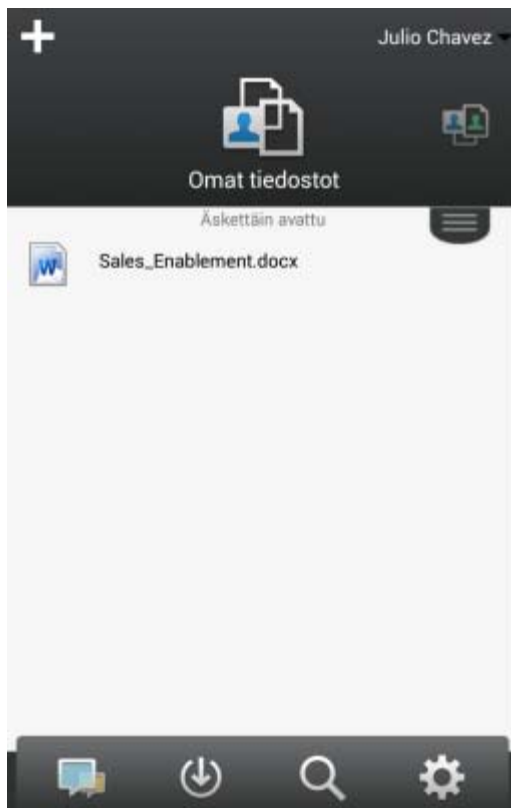 Julio Chavez
Omat tiedostot
Äskettäin avattu
Sales_Enablement.docx